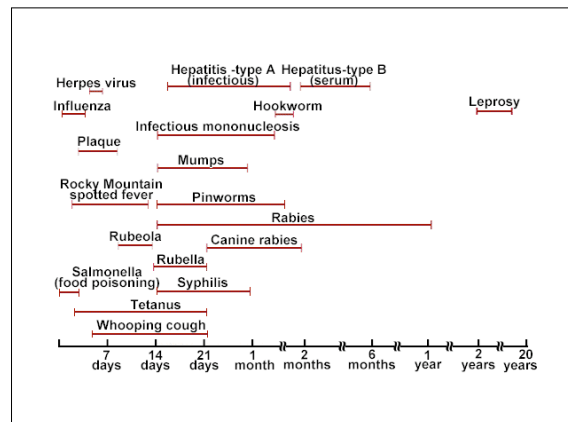 Hepatitis -type A
(infectious)
Hepatitus-type B
(serum)
Herpes virus
Influenza
Hookworm
Leprosy
Infectious mononucleosis
Plaque
Mumps
Rocky Mountain
spotted fever
Pinworms
Rabies
Rubeola
Canine rabies
Rubella
Salmonella
(food poisoning)
Syphilis
Tetanus
Whooping cough
7
days
14
days
21
days
1
month
2
months
6
months
1
year
2
years
20
years